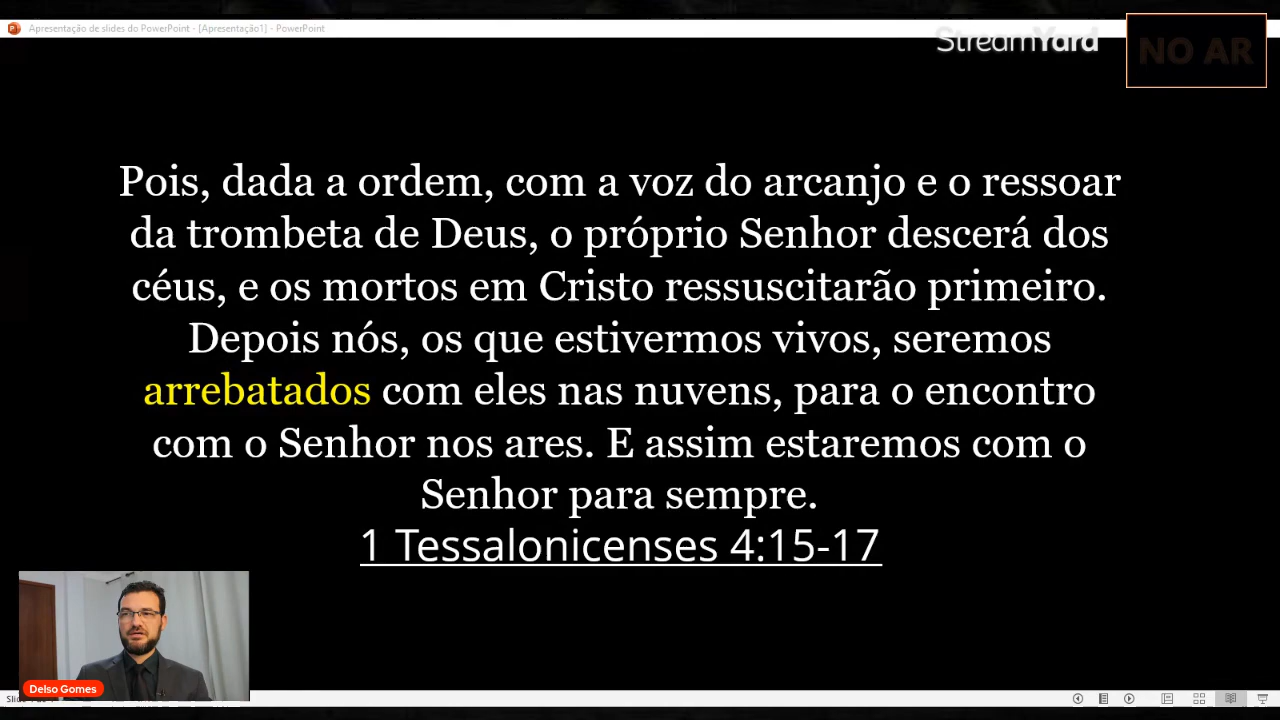 Apresentação de slides do PowerPoint - [Apresentação1] - PowerPoint
StreamYard
NO AR
Pois, dada a ordem, com a voz do arcanjo e o ressoar
da trombeta de Deus, o próprio Senhor descerá dos
céus, e os mortos em Cristo ressuscitarão primeiro.
Depois nós, os que estivermos vivos, seremos
arrebatados com eles nas nuvens, para o encontro
com o Senhor nos ares. E assim estaremos com o
Senhor para sempre.
1 Tessalonicenses 4:15-17
Delso Gomes